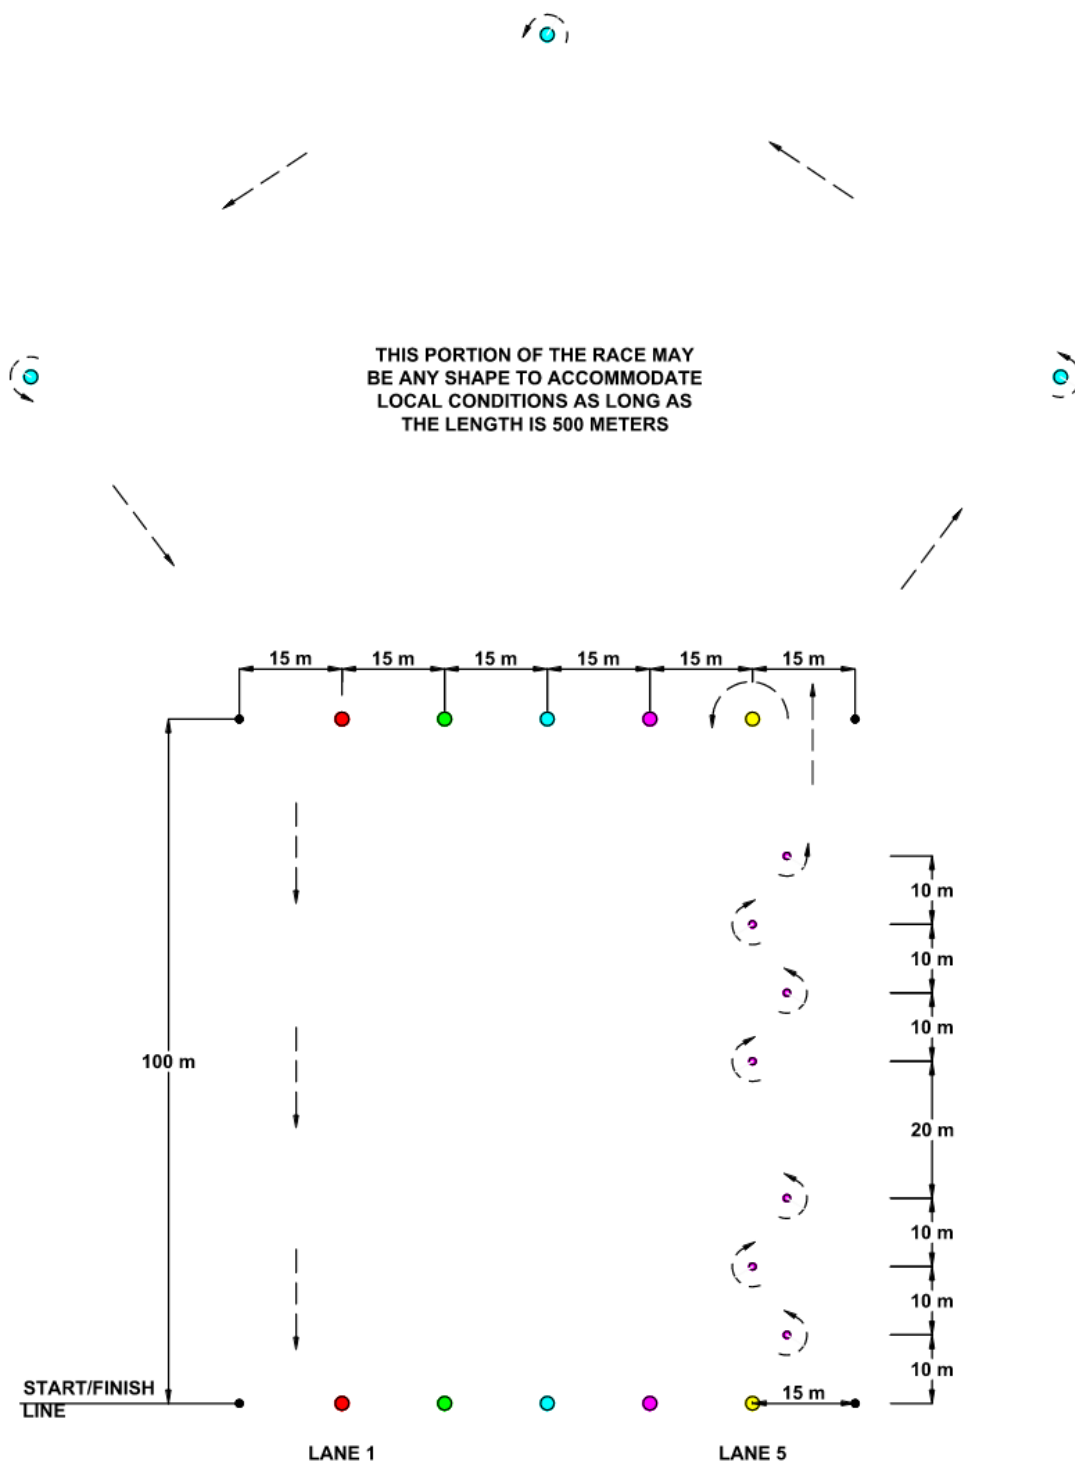 THIS PORTION OF THE RACE MAY
BE ANY SHAPE TO ACCOMMODATE
LOCAL CONDITIONS AS LONG AS
THE LENGTH IS 500 METERS
15 m
15 m
15 m
15 m
15 m
15 m
10 m
10 m
10 m
100 m
20 m
10 m
10 m
10 m
START/FINISH
LINE
15 m
LANE 1
LANE 5